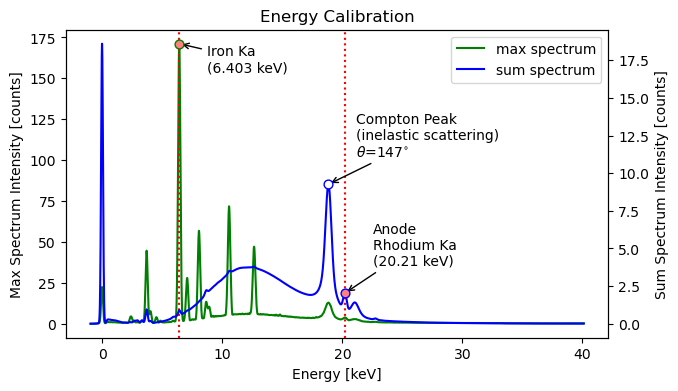 Energy Calibration
max spectrum
sum spectrum
Iron Ka
(6.403 keV)
Compton Peak
(inelastic scattering)
θ=147°
Anode
Rhodium Ka
(20.21 keV)
Max Spectrum Intensity [counts]
175
150
125
100
75
50
25
0
Sum Spectrum Intensity [counts]
17.5
15.0
12.5
10.0
7.5
5.0
2.5
0.0
0
10
20
30
40
Energy [keV]